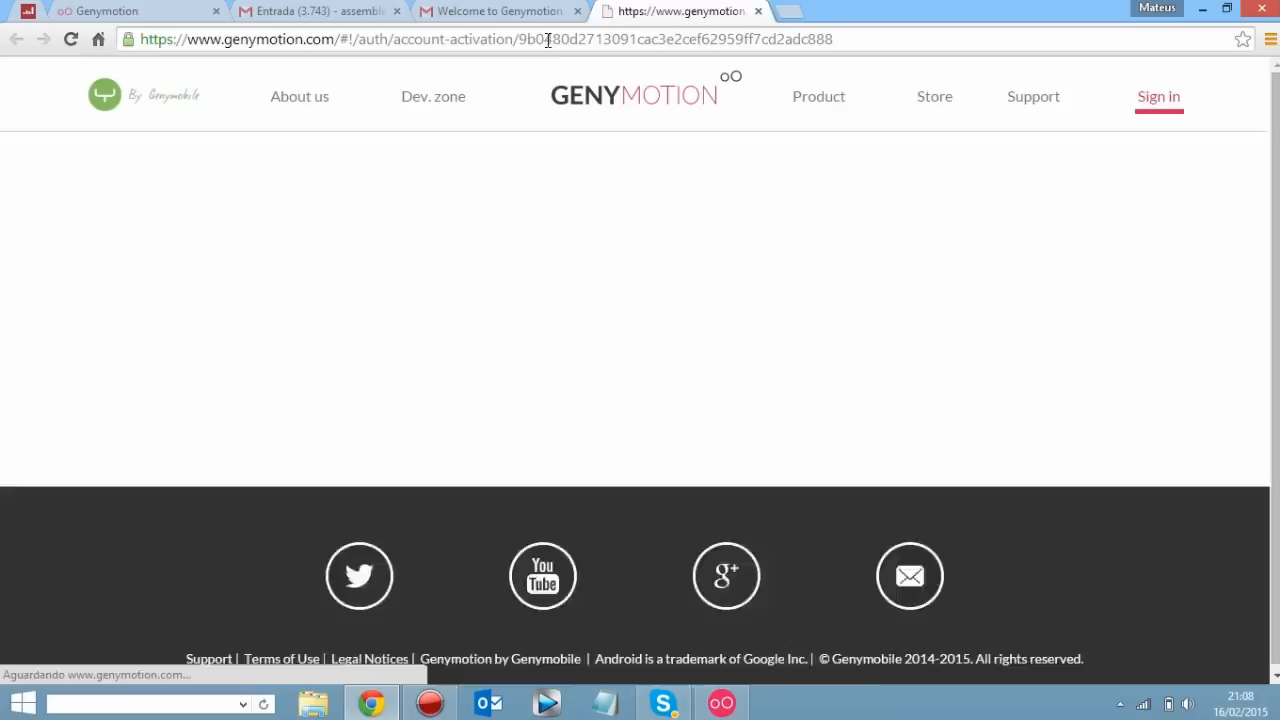 Genymotion
Entrada (3.743) - assemble
Welcome to Genymotion
https://www.genymotion.
Mateus
https://www.genymotion.com/#!/auth/account-activation/
By Genymobile
About us
Dev. zone
GENYMOTION
Product
Store
Support
Sign in
You
Tube
g+
Support | Terms of Use | Legal Notices | Genymotion by Genymobile | Android is a trademark of Google Inc. | © Genymobile 2014-2015. All rights reserved.
Aguardando www.genymotion.com...
21:08
16/02/2015